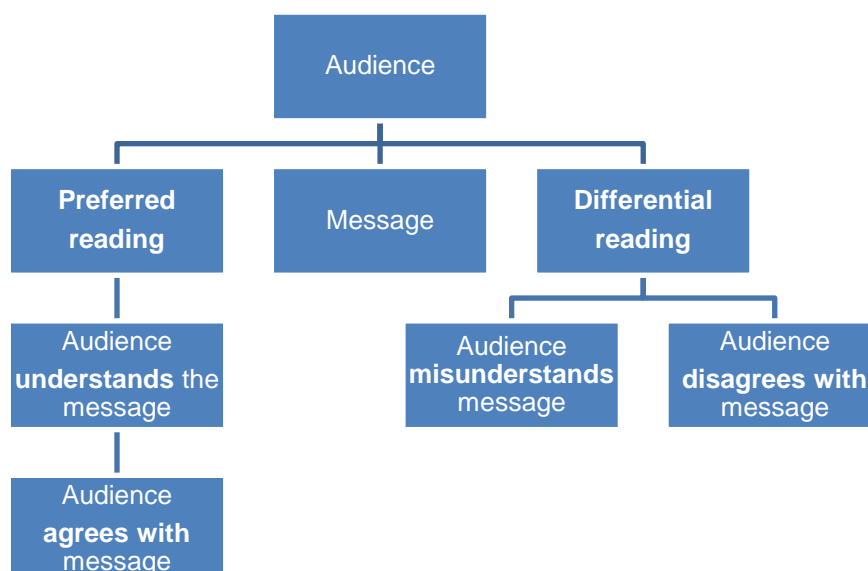 Audience
Preferred
reading
Message
Differential
reading
Audience
understands the
message
Audience
misunderstands
message
Audience
disagrees with
message
Audience
agrees with
message